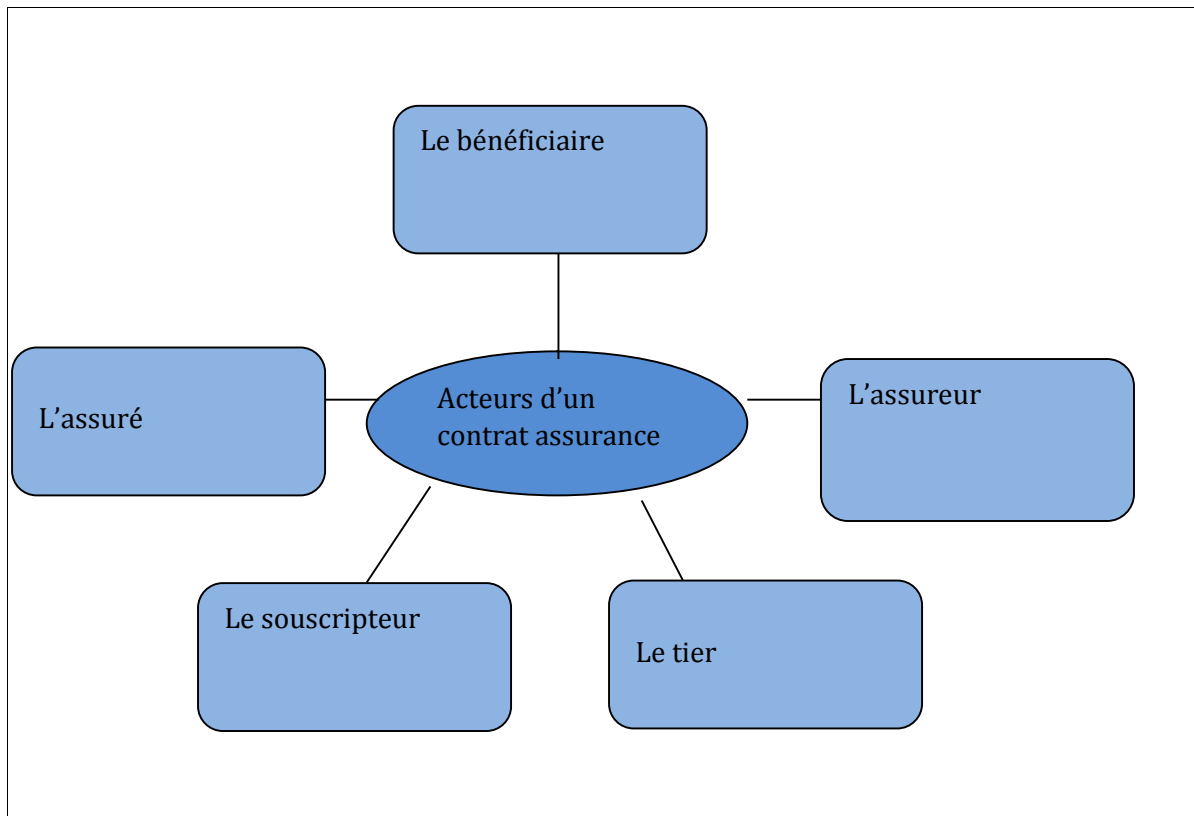 Le bénéficiaire
L’assuré
Acteurs d’un
contrat assurance
L’assureur
Le souscripteur
Le tier